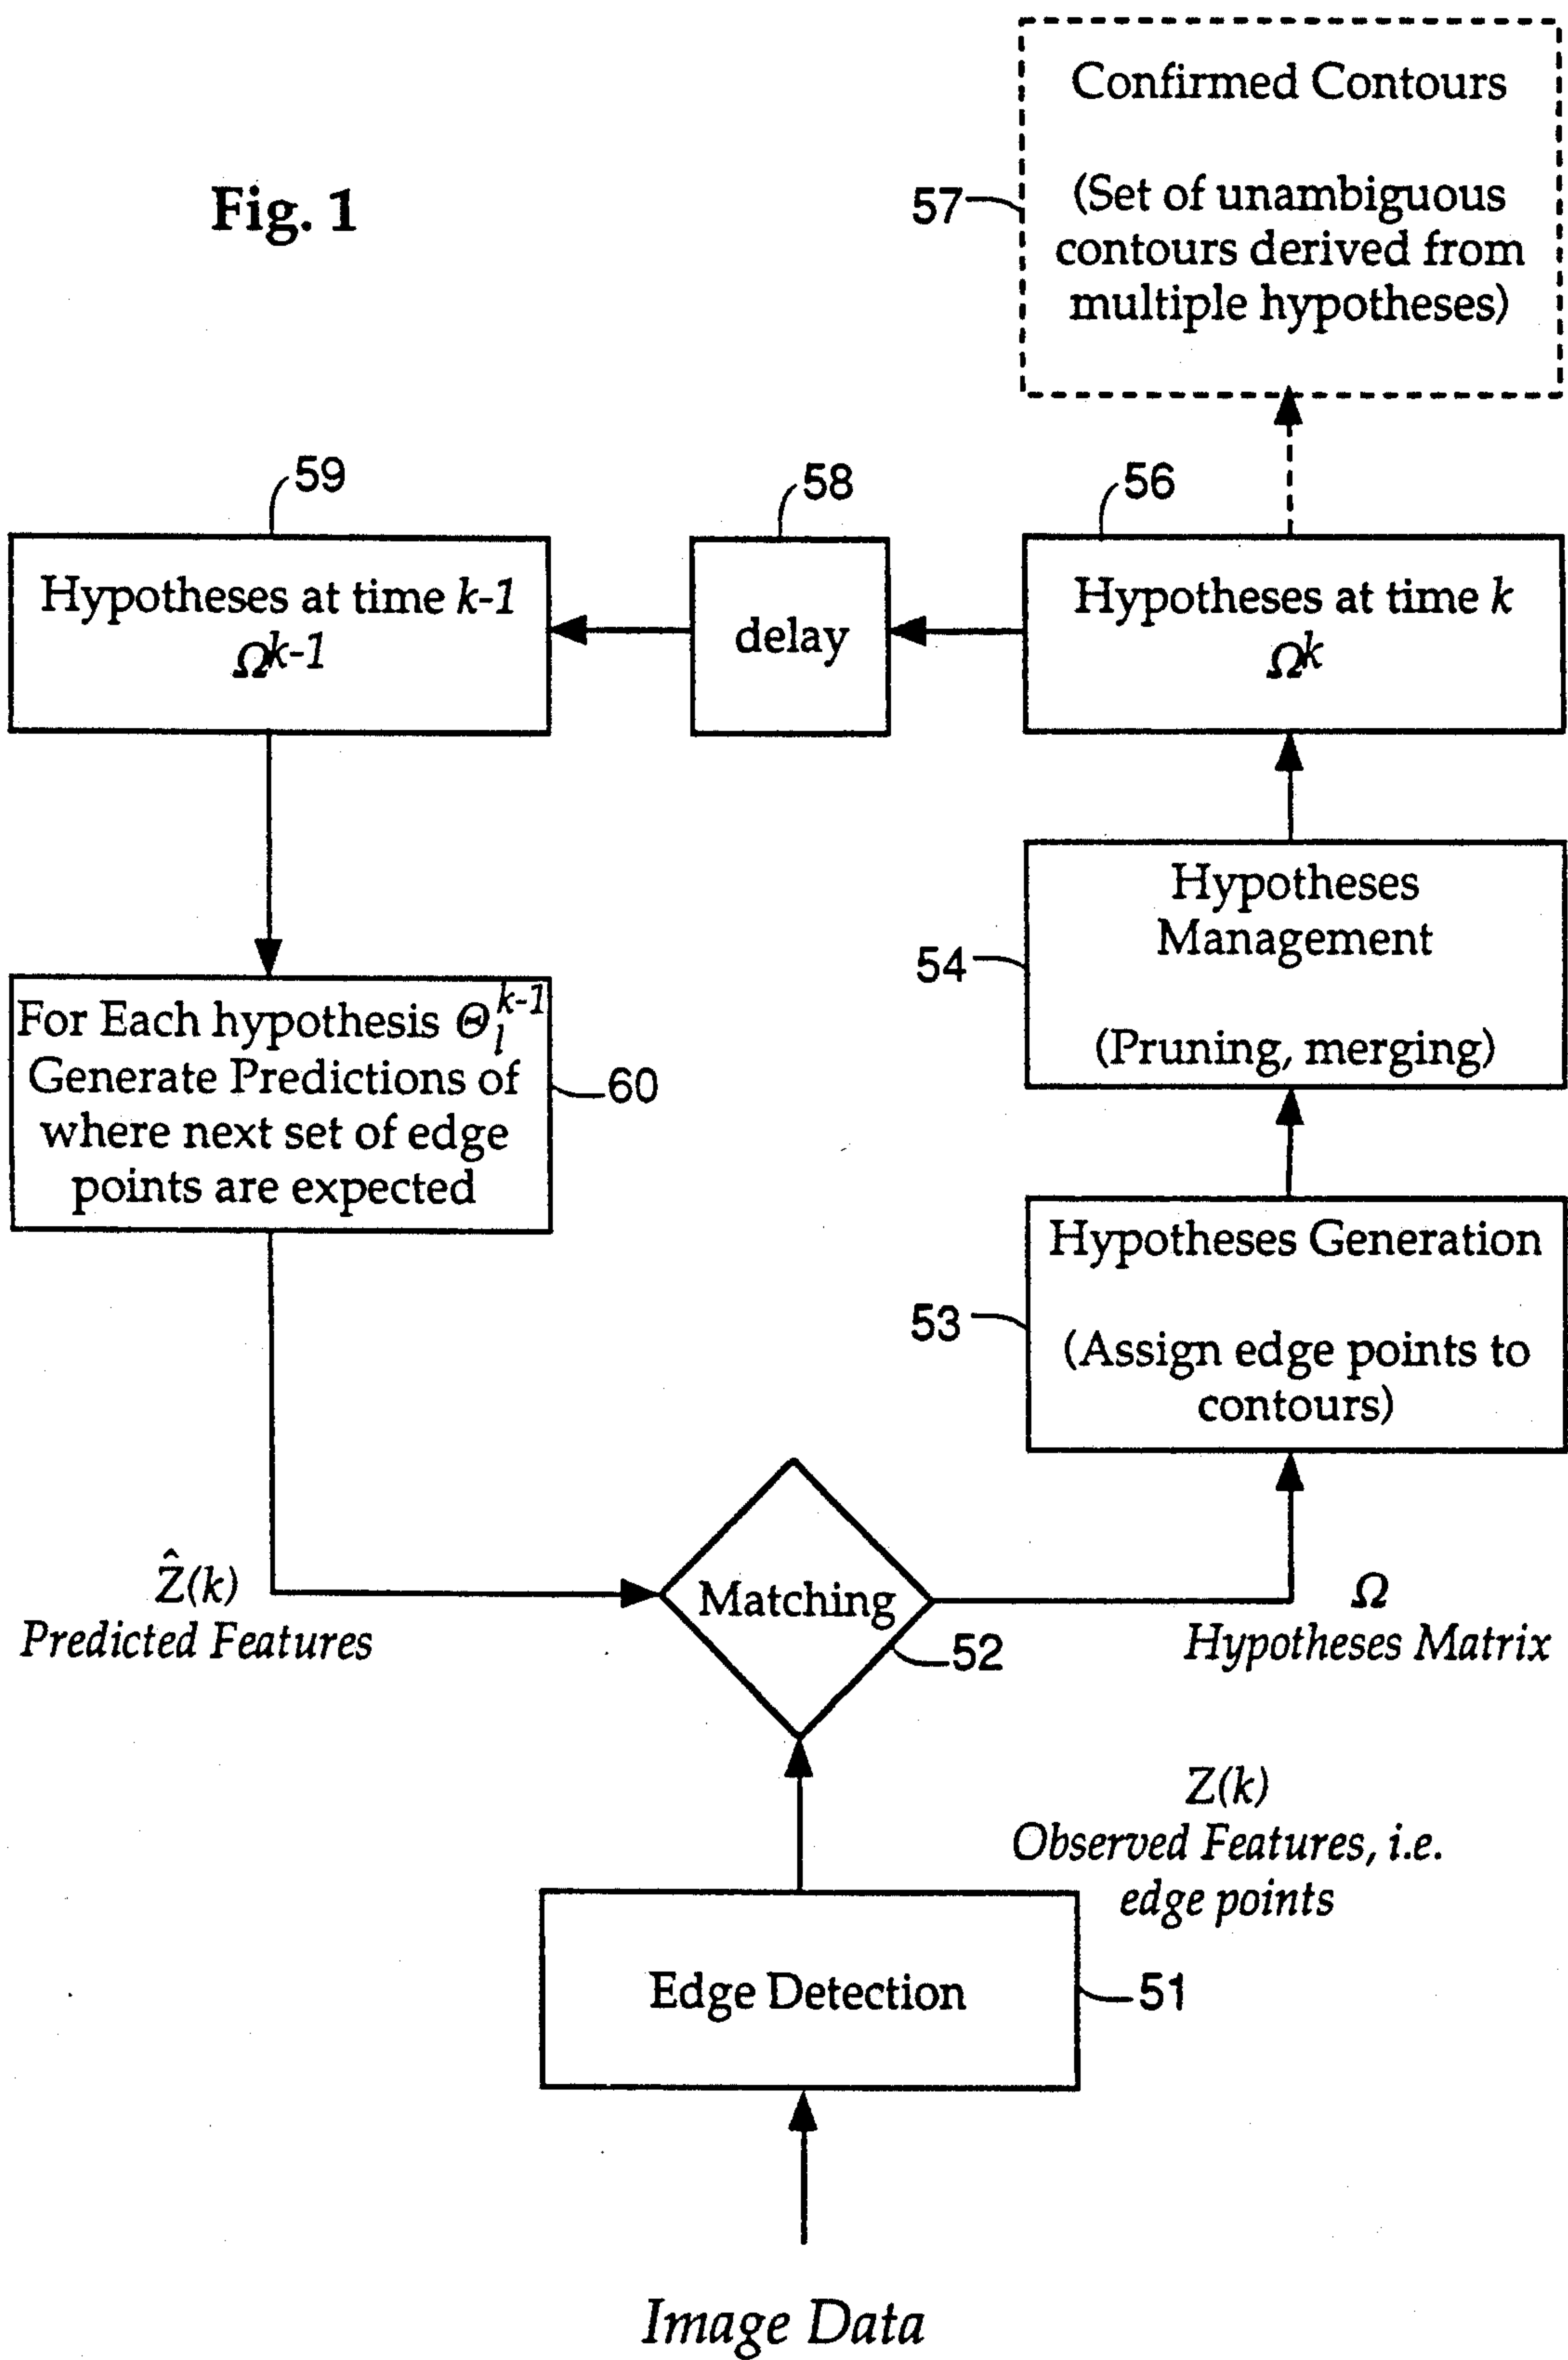 Confirmed Contours
(Set of unambiguous
contours derived from
multiple hypotheses)
57
Fig. 1
59
58
56
Hypotheses at time k-1
Ωk-1
delay
Hypotheses at time k
Ωk
Hypotheses
Management
(Pruning, merging)
54
For Each hypothesis Θ_l^{k-1}
Generate Predictions of
where next set of edge
points are expected
60
Hypotheses Generation
(Assign edge points to
contours)
53
Ẑ(k)
Predicted Features
Matching
52
Ω
Hypotheses Matrix
Z(k)
Observed Features, i.e.
edge points
Edge Detection
51
Image Data